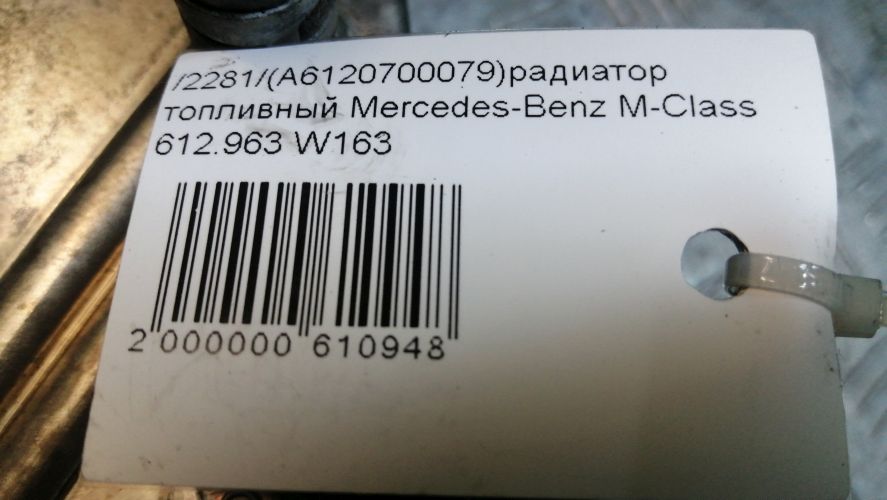 /2281/(A6120700079)радиатор
топливный Mercedes-Benz M-Class
612.963 W163
2 000000 610948